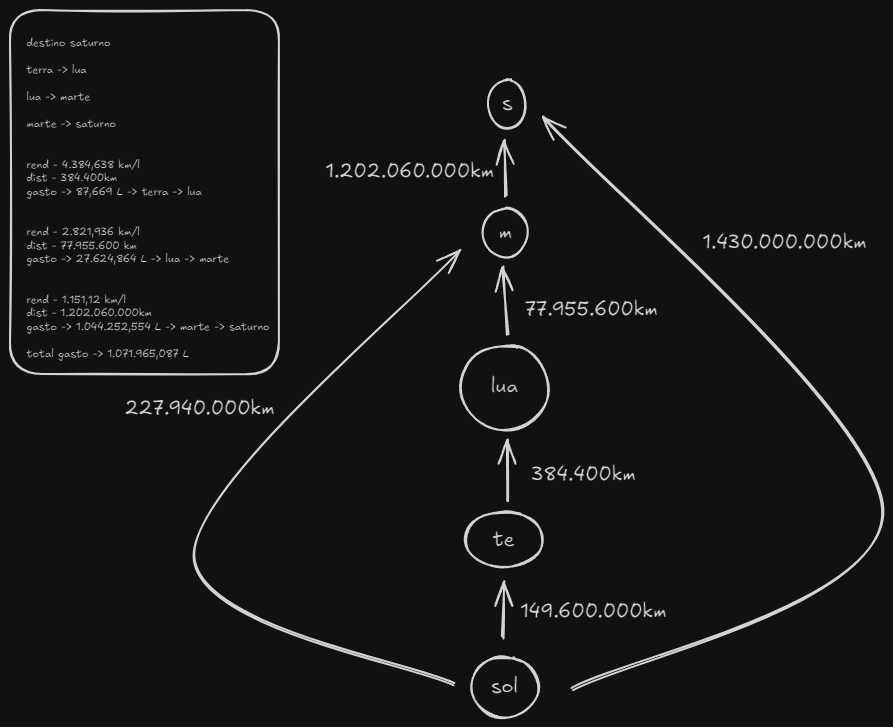 destino saturno
terra -> lua
lua -> marte
marte -> saturno
rend - 4.384,638 km/l
dist - 384.400km
gasto -> 87,669 L -> terra -> lua
rend - 2.821,936 km/l
dist - 77.955.600 km
gasto -> 27.624,864 L -> lua -> marte
rend - 1.151,12 km/l
dist - 1.202.060.000km
gasto -> 1.044.252,554 L -> marte -> saturno
total gasto -> 1.071.965,087 L
s
1.202.060.000km
m
1.430.000.000km
77.955.600km
lua
227.940.000km
384.400km
te
149.600.000km
sol